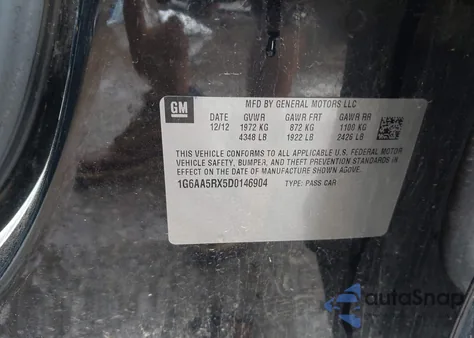 GM
MFD BY GENERAL MOTORS LLC
DATE GVWR GAWR FRT GAWR RR
12/12 1972 KG 872 KG 1100 KG
4348 LB 1922 LB 2426 LB
THIS VEHICLE CONFORMS TO ALL APPLICABLE U.S. FEDERAL MOTOR
VEHICLE SAFETY, BUMPER, AND THEFT PREVENTION STANDARDS IN
EFFECT ON THE DATE OF MANUFACTURE SHOWN ABOVE.
1G6AA5RX5D0146904 TYPE: PASS CAR
autoSnap